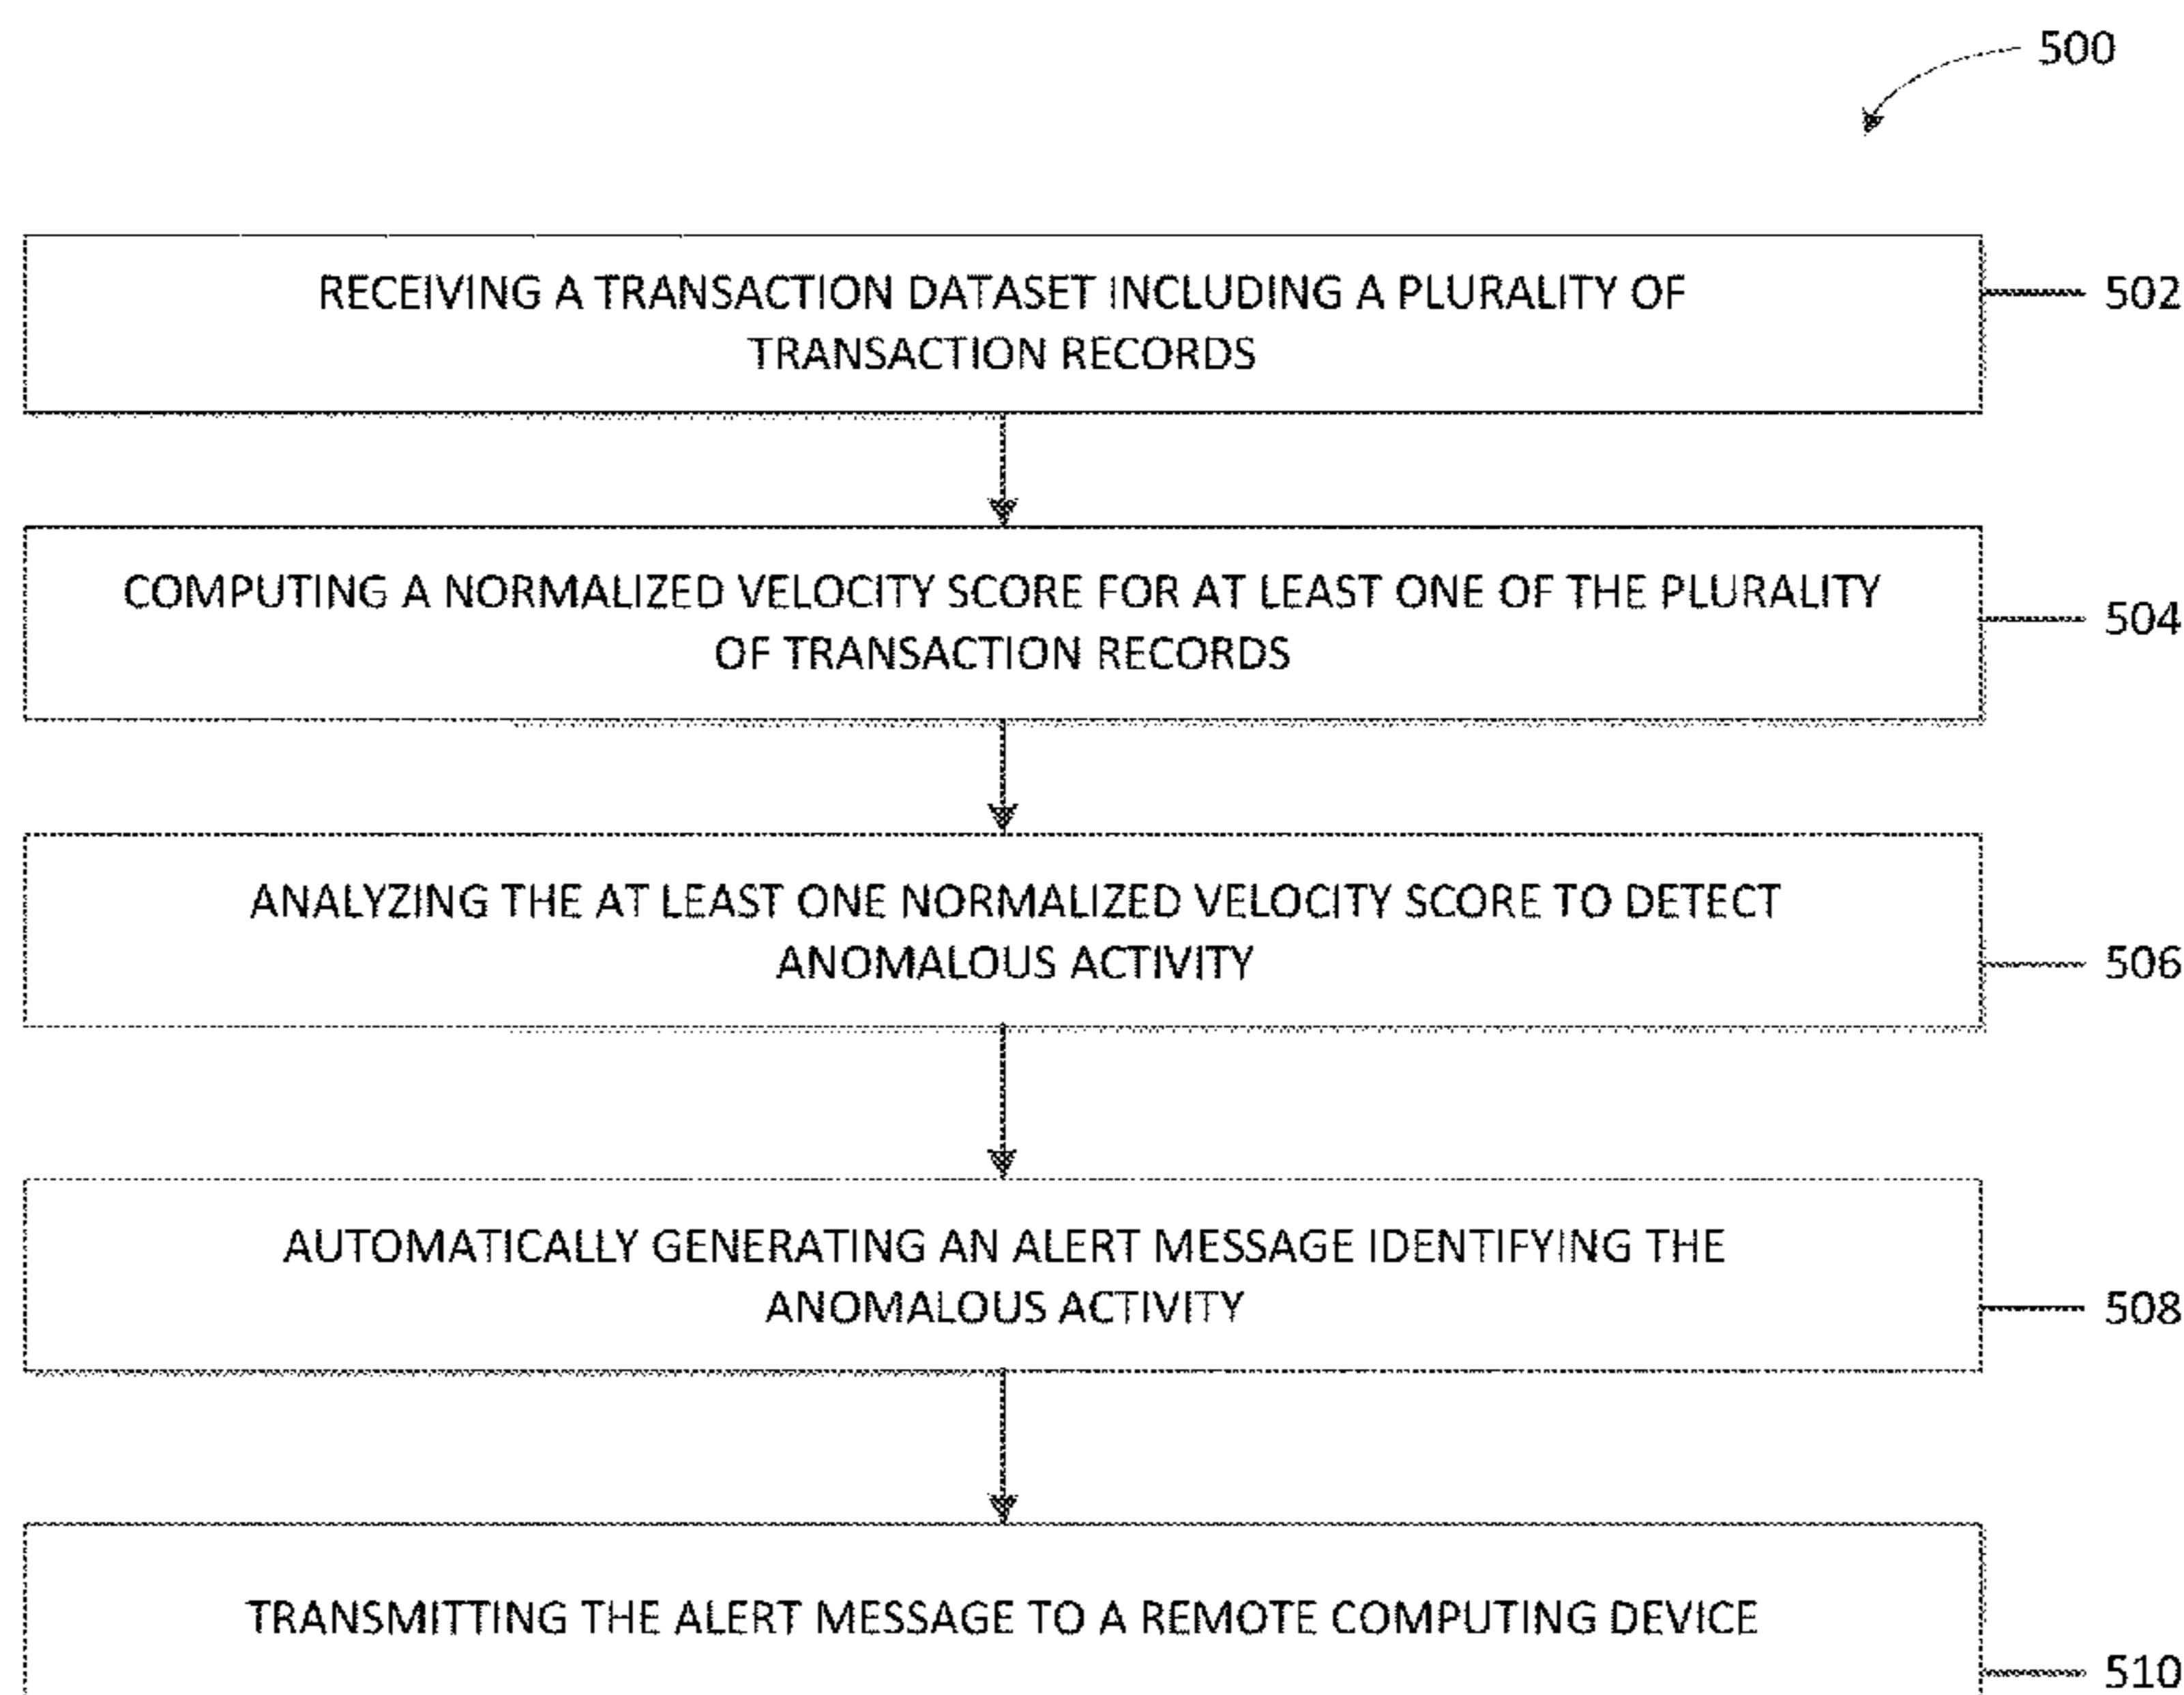 500
RECEIVING A TRANSACTION DATASET INCLUDING A PLURALITY OF
TRANSACTION RECORDS
502
COMPUTING A NORMALIZED VELOCITY SCORE FOR AT LEAST ONE OF THE PLURALITY
OF TRANSACTION RECORDS
504
ANALYZING THE AT LEAST ONE NORMALIZED VELOCITY SCORE TO DETECT
ANOMALOUS ACTIVITY
506
AUTOMATICALLY GENERATING AN ALERT MESSAGE IDENTIFYING THE
ANOMALOUS ACTIVITY
508
TRANSMITTING THE ALERT MESSAGE TO A REMOTE COMPUTING DEVICE
510